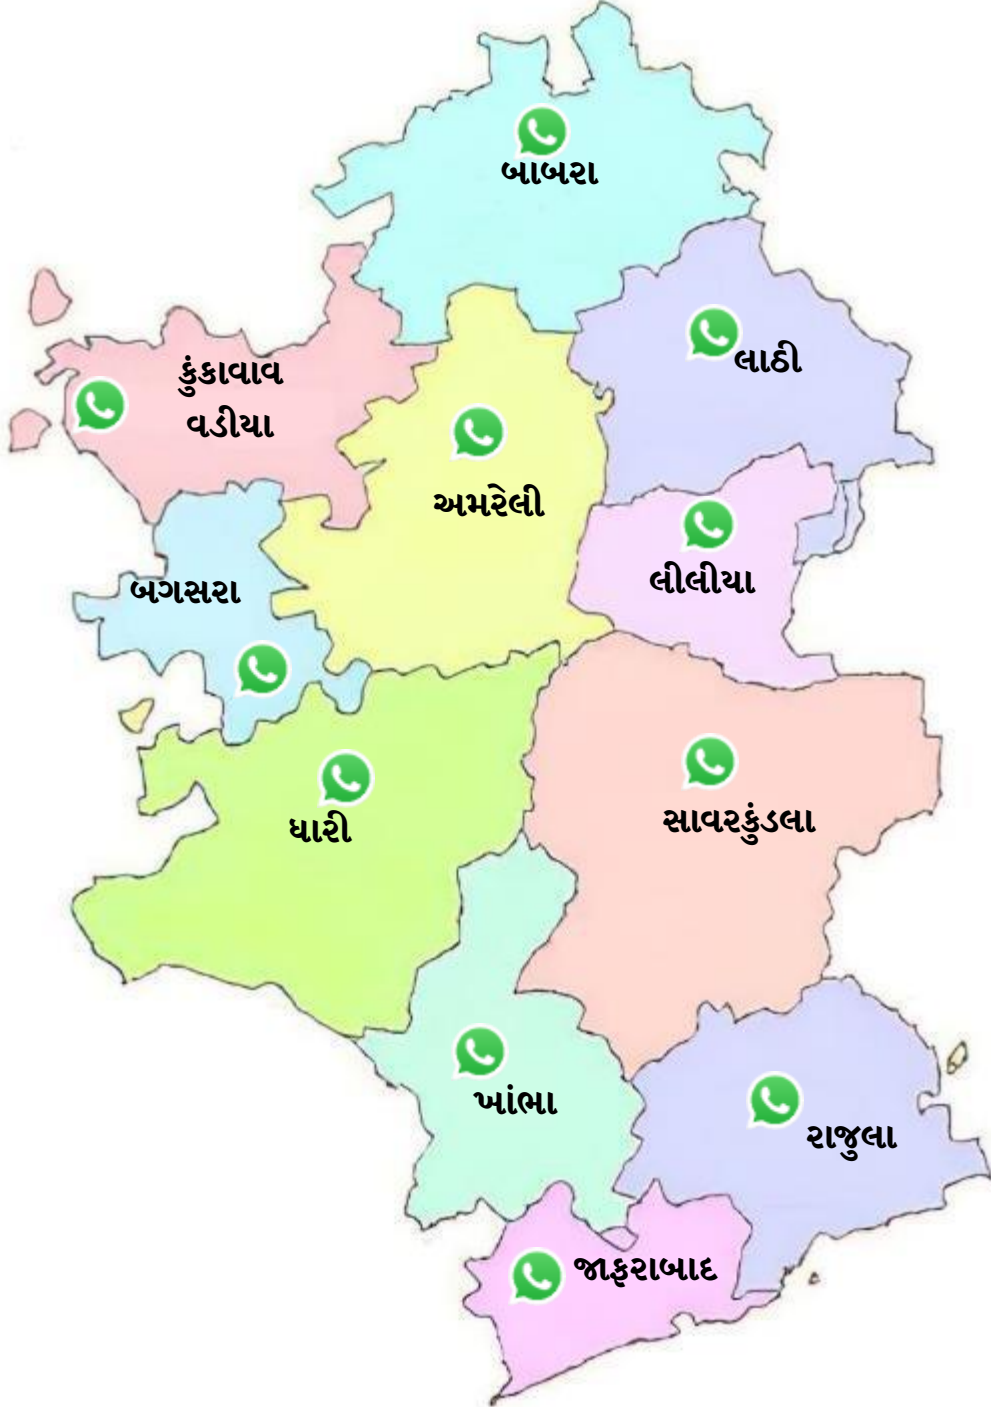 બાબરા
લાઠી
કુંકાવાવ
વડીયા
અમરેલી
લીલીયા
બગસરા
ધારી
સાવરકુંડલા
ખાંભા
રાજુલા
જાફરાબાદ